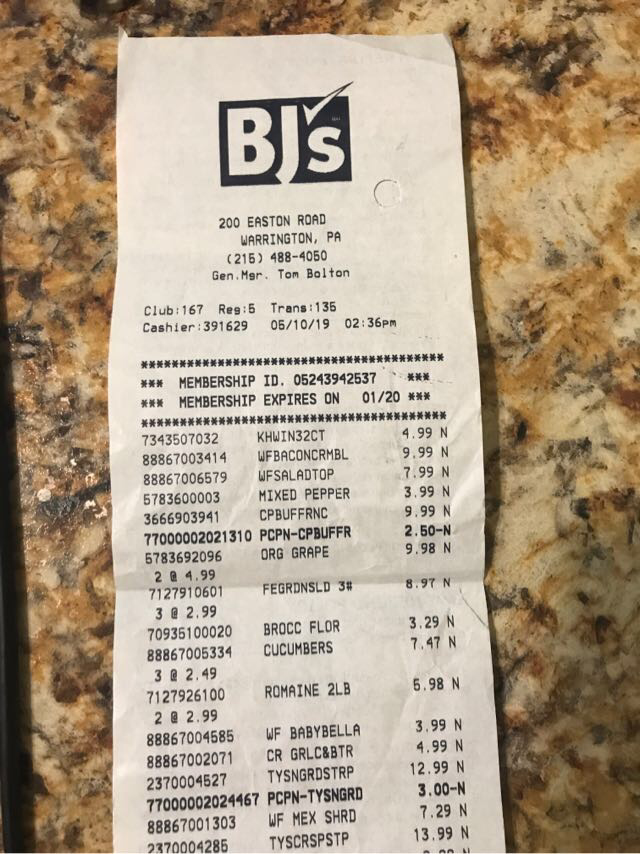 BJ's
200 EASTON ROAD
WARRINGTON, PA
(215) 488-4050
Gen.Mgr. Tom Bolton
Club:167 Reg:5 Trans:135
Cashier:391629 05/10/19 02:36pm
****************************************
*** MEMBERSHIP ID. 05243942537 ***
*** MEMBERSHIP EXPIRES ON 01/20 ***
****************************************
7343507032 KHWIN32CT 4.99 N
88867003414 WFBACONCRMBL 9.99 N
88867006579 WFSALADTOP 7.99 N
5783600003 MIXED PEPPER 3.99 N
3666903941 CPBUFFRNC 9.99 N
77000002021310 PCPN-CPBUFFR 2.50-N
5783692096 ORG GRAPE 9.98 N
2 @ 4.99
7127910601 FEGRDNSLD 3# 8.97 N
3 @ 2.99
70935100020 BROCC FLOR 3.29 N
88867005334 CUCUMBERS 7.47 N
3 @ 2.49
7127926100 ROMAINE 2LB 5.98 N
2 @ 2.99
88867004585 WF BABYBELLA 3.99 N
88867002071 CR GRLC&BTR 4.99 N
2370004527 TYSNGRDSTRP 12.99 N
77000002024467 PCPN-TYSNGRD 3.00-N
88867001303 WF MEX SHRD 7.29 N
2370004285 TYSCRSPSTP 13.99 N